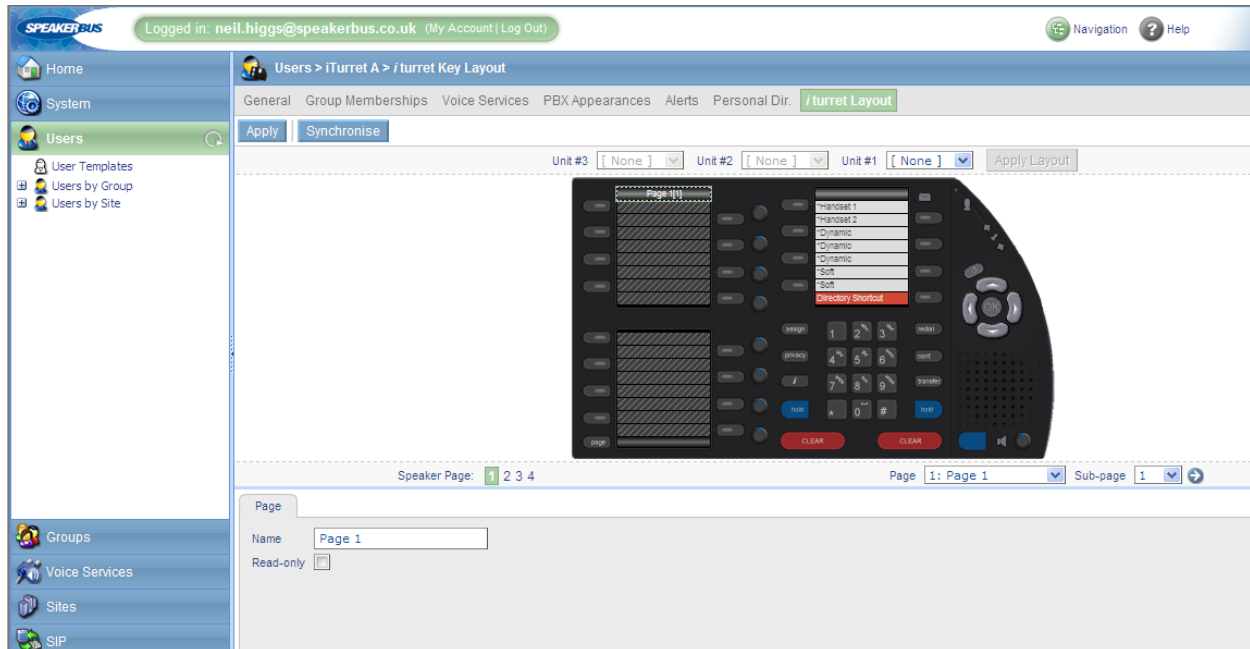 SPEAKERBUS
Logged in: neil.higgs@speakerbus.co.uk (My Account | Log Out)
Navigation
Help
Home
System
Users
User Templates
Users by Group
Users by Site
Groups
Voice Services
Sites
SIP
Users > iTurret A > i turret Key Layout
General Group Memberships Voice Services PBX Appearances Alerts Personal Dir. i turret Layout
Apply Synchronise
Unit #3 [ None ] Unit #2 [ None ] Unit #1 [ None ] Apply Layout
Page 1[1]
page
*Handset 1
*Handset 2
*Dynamic
*Dynamic
*Dynamic
*Soft
*Soft
Directory Shortcut
assign 1 2 3 redial
privacy 4 5 6 conf
i 7 8 9 transfer
hold * 0 # hold
CLEAR CLEAR
OK
Speaker Page: 1 2 3 4
Page 1: Page 1 Sub-page 1
Page
Name Page 1
Read-only